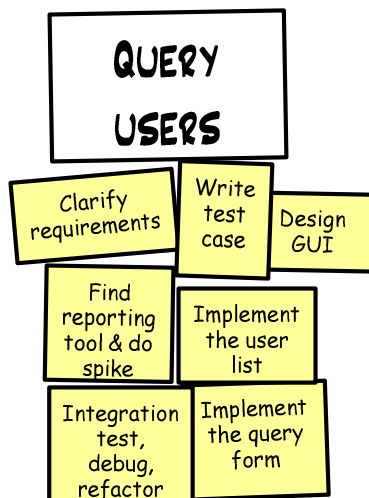 QUERY
USERS
Clarify
requirements
Write
test
case
Design
GUI
Find
reporting
tool & do
spike
Implement
the user
list
Integration
test,
debug,
refactor
Implement
the query
form